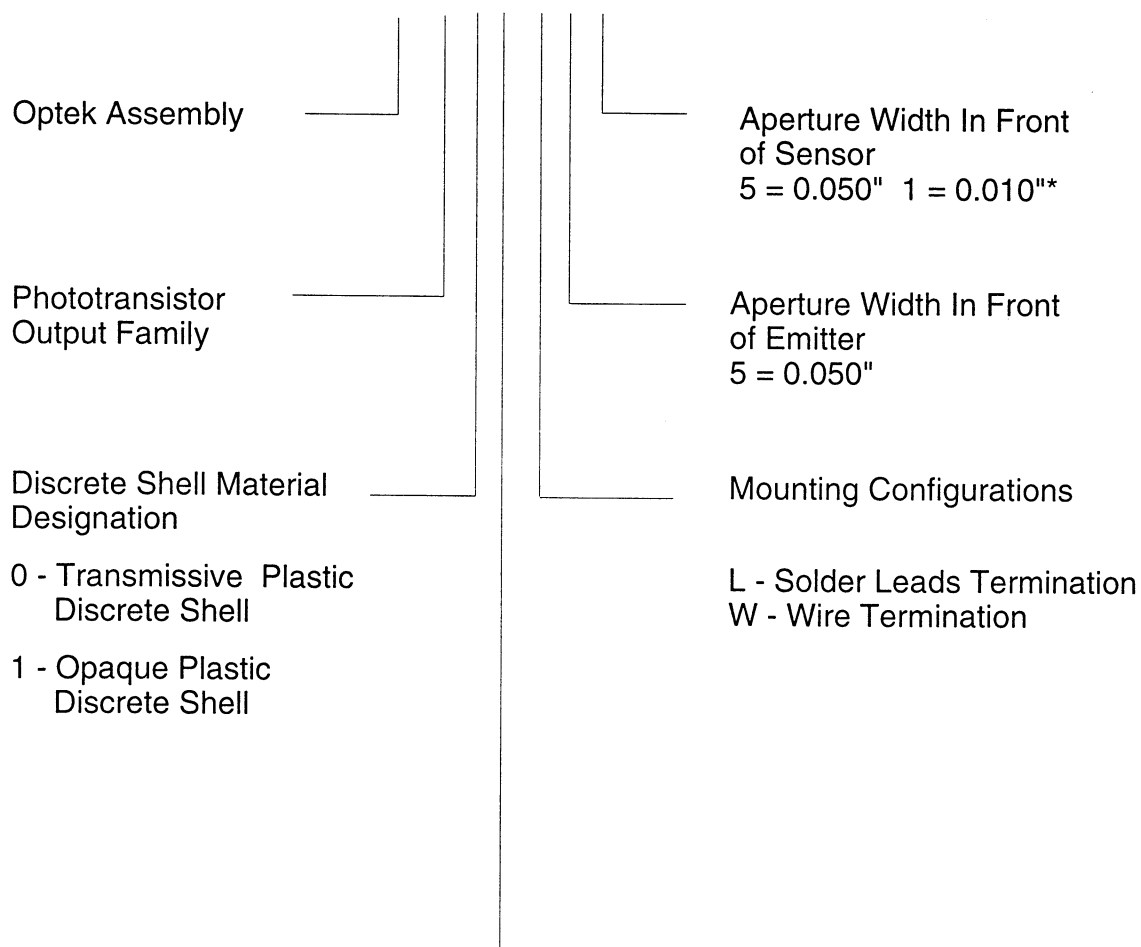 Optek Assembly
Phototransistor
Output Family
Discrete Shell Material
Designation
0 - Transmissive Plastic
Discrete Shell
1 - Opaque Plastic
Discrete Shell
Aperture Width In Front
of Sensor
5 = 0.050" 1 = 0.010"*
Aperture Width In Front
of Emitter
5 = 0.050"
Mounting Configurations
L - Solder Leads Termination
W - Wire Termination